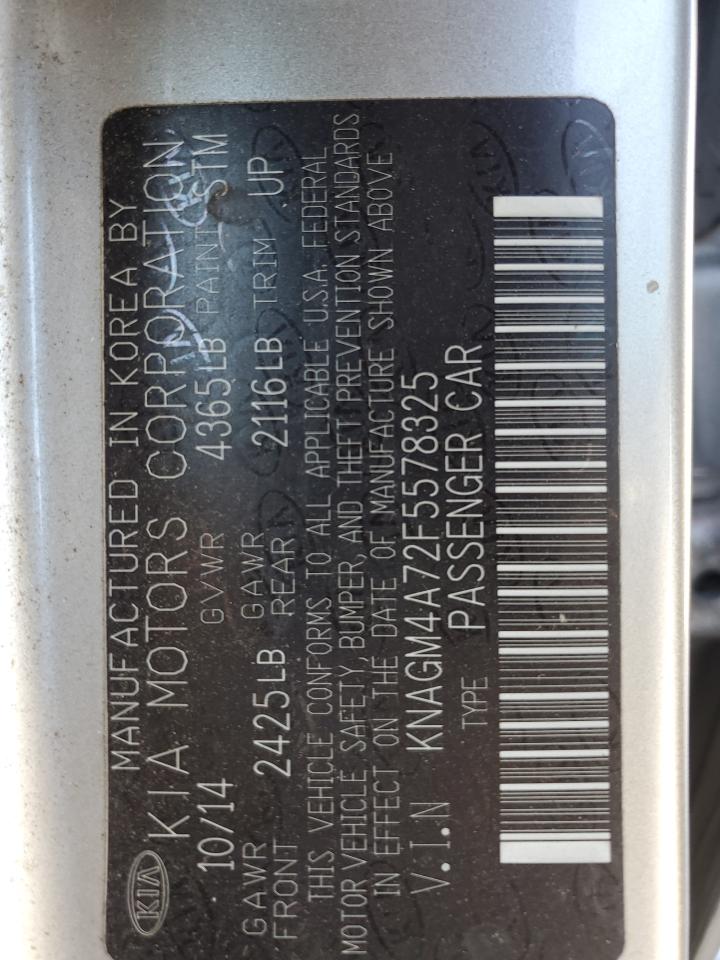 KIA
MANUFACTURED IN KOREA BY
KIA MOTORS CORPORATION
10/14 GVWR 4365LB PAINT STM
GAWR FRONT 2425LB GAWR REAR 2116LB TRIM UP
THIS VEHICLE CONFORMS TO ALL APPLICABLE U.S.A. FEDERAL
MOTOR VEHICLE SAFETY, BUMPER, AND THEFT PREVENTION STANDARDS
IN EFFECT ON THE DATE OF MANUFACTURE SHOWN ABOVE
V.I.N KNAGM4A72F5578325
TYPE PASSENGER CAR